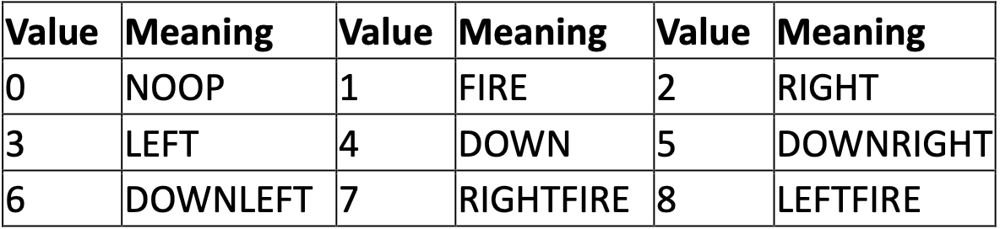 Value Meaning Value Meaning Value Meaning
0 NOOP 1 FIRE 2 RIGHT
3 LEFT 4 DOWN 5 DOWNRIGHT
6 DOWNLEFT 7 RIGHTFIRE 8 LEFTFIRE